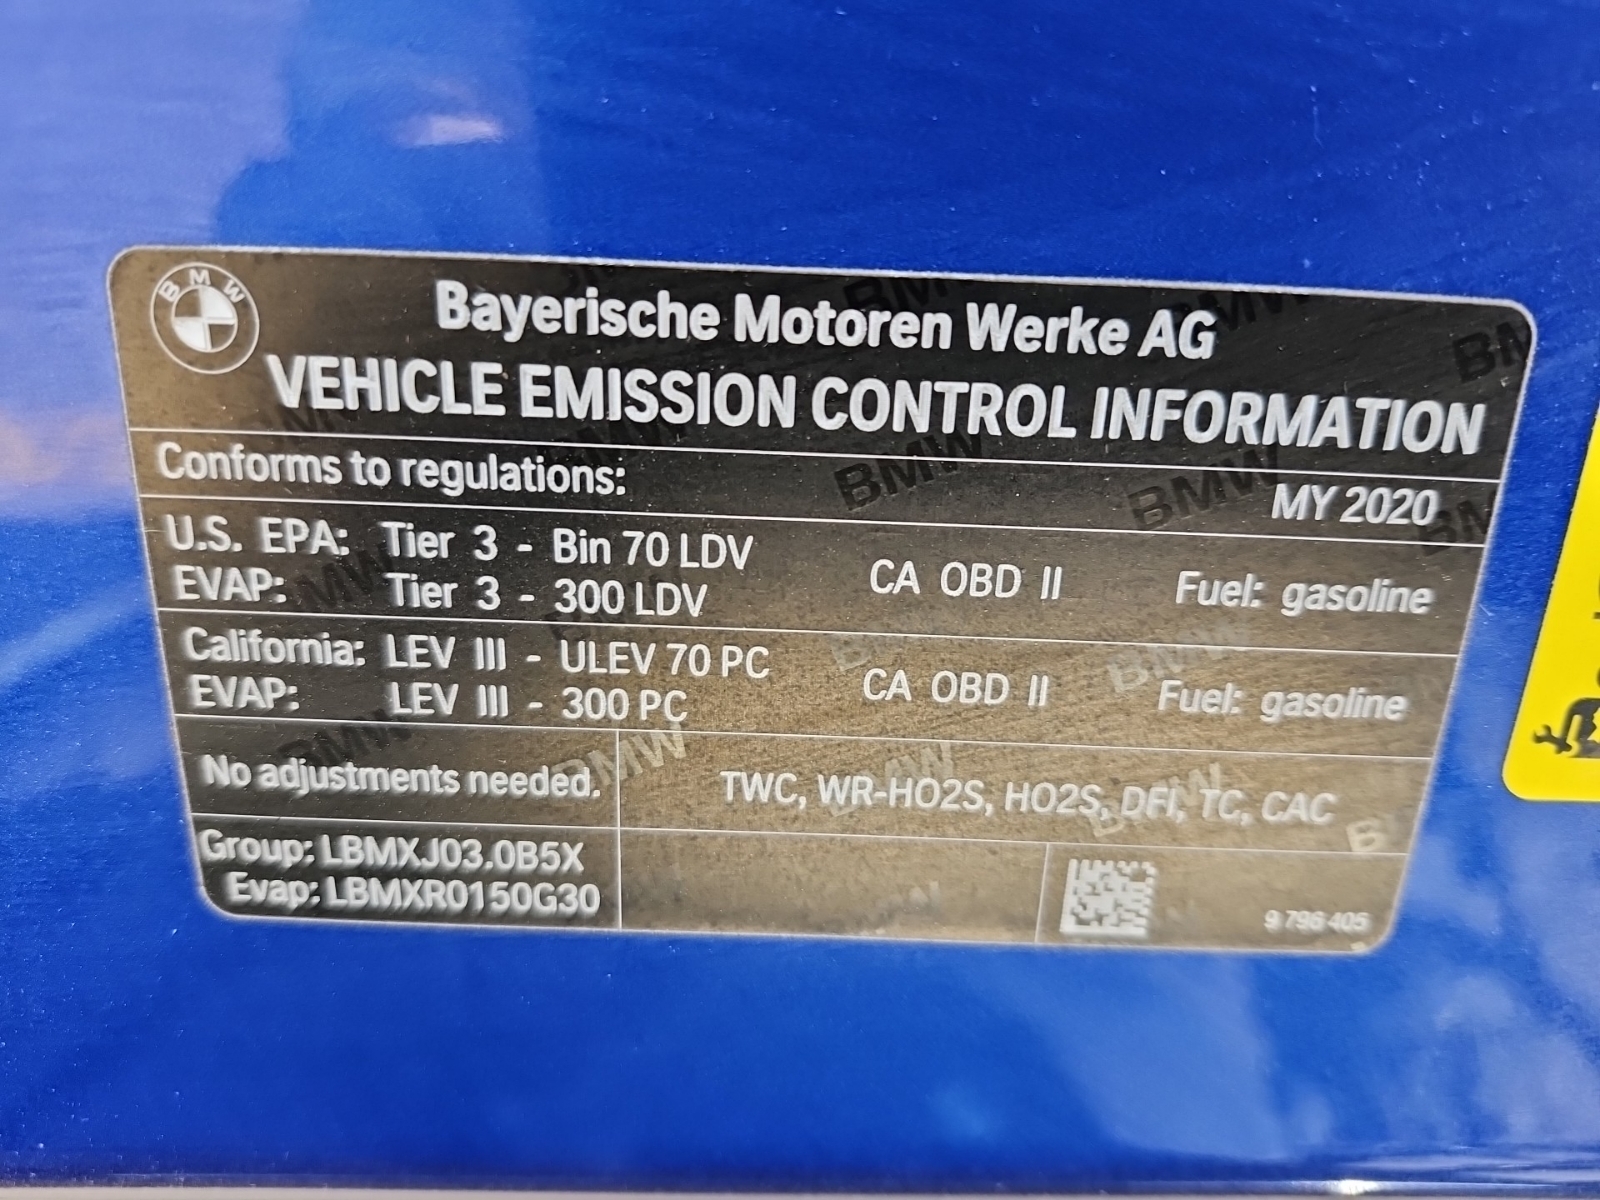 BMW
Bayerische Motoren Werke AG
VEHICLE EMISSION CONTROL INFORMATION
Conforms to regulations:
MY 2020
U.S. EPA: Tier 3 - Bin 70 LDV
EVAP: Tier 3 - 300 LDV
CA OBD II
Fuel: gasoline
California: LEV III - ULEV 70 PC
EVAP: LEV III - 300 PC
CA OBD II
Fuel: gasoline
No adjustments needed.
TWC, WR-HO2S, HO2S, DFI, TC, CAC
Group: LBMXJ03.0B5X
Evap: LBMXR0150G30
9 796 405